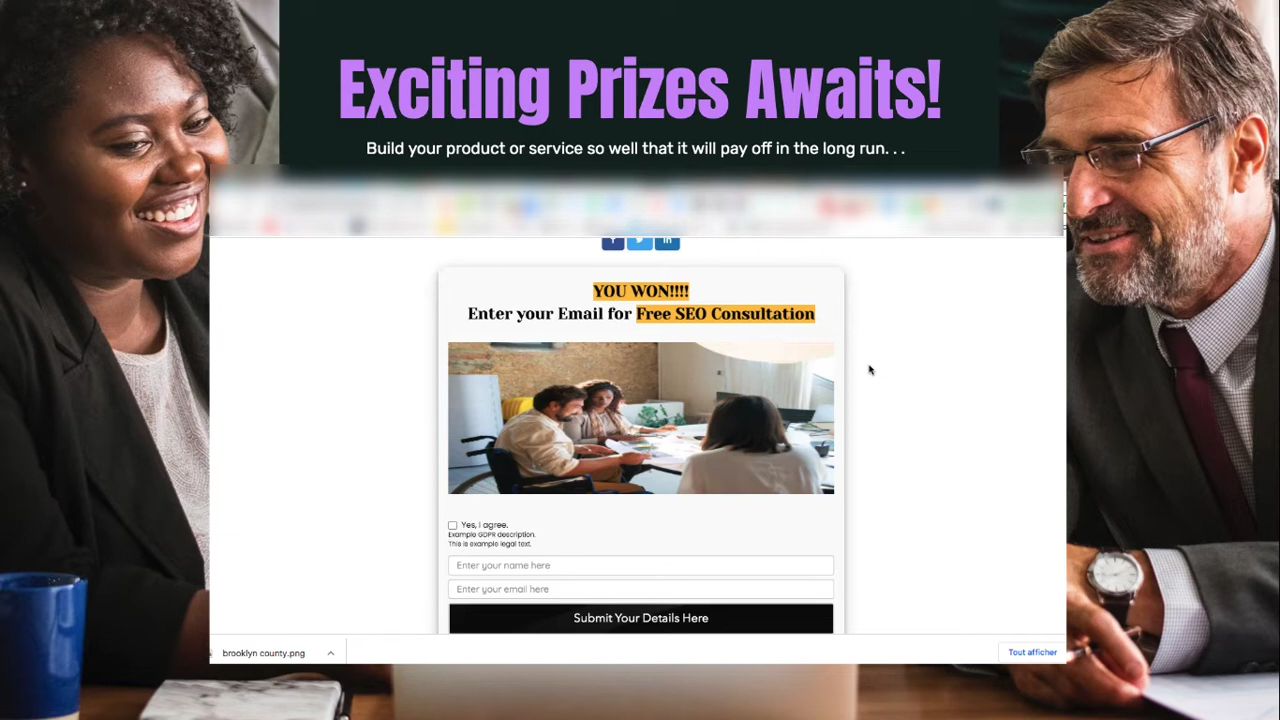 Exciting Prizes Awaits!
Build your product or service so well that it will pay off in the long run. . .
YOU WON!!!!
Enter your Email for Free SEO Consultation
Yes, I agree.
Example GDPR description.
This is example legal text.
Enter your name here
Enter your email here
Submit Your Details Here
brooklyn county.png
Tout afficher